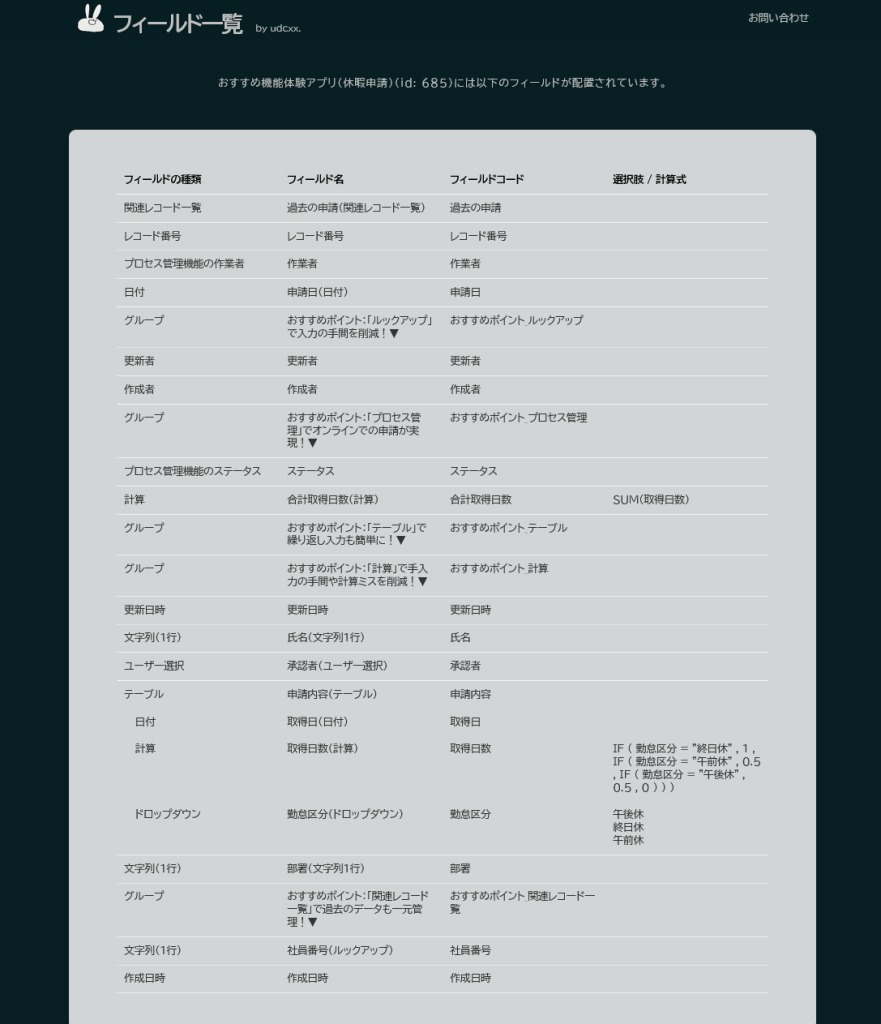 フィールド一覧 by udcxx.
お問い合わせ
おすすめ機能体験アプリ(休暇申請)(id: 685)には以下のフィールドが配置されています。
フィールドの種類 フィールド名 フィールドコード 選択肢 / 計算式
関連レコード一覧 過去の申請(関連レコード一覧) 過去の申請
レコード番号 レコード番号 レコード番号
プロセス管理機能の作業者 作業者 作業者
日付 申請日(日付) 申請日
グループ おすすめポイント:「ルックアップ」 おすすめポイント_ルックアップ
で入力の手間を削減!▼
更新者 更新者 更新者
作成者 作成者 作成者
グループ おすすめポイント:「プロセス管 おすすめポイント_プロセス管理
理」でオンラインでの申請が実
現!▼
プロセス管理機能のステータス ステータス ステータス
計算 合計取得日数(計算) 合計取得日数 SUM(取得日数)
グループ おすすめポイント:「テーブル」で おすすめポイント_テーブル
繰り返し入力も簡単に!▼
グループ おすすめポイント:「計算」で手入 おすすめポイント_計算
力の手間や計算ミスを削減!▼
更新日時 更新日時 更新日時
文字列(1行) 氏名(文字列1行) 氏名
ユーザー選択 承認者(ユーザー選択) 承認者
テーブル 申請内容(テーブル) 申請内容
日付 取得日(日付) 取得日
計算 取得日数(計算) 取得日数 IF ( 勤怠区分 = "終日休" , 1 ,
IF ( 勤怠区分 = "午前休" , 0.5
, IF ( 勤怠区分 = "午後休" ,
0.5 , 0 ) ) )
ドロップダウン 勤怠区分(ドロップダウン) 勤怠区分 午後休
終日休
午前休
文字列(1行) 部署(文字列1行) 部署
グループ おすすめポイント:「関連レコード おすすめポイント_関連レコード一
一覧」で過去のデータも一元管 覧
理!▼
文字列(1行) 社員番号(ルックアップ) 社員番号
作成日時 作成日時 作成日時